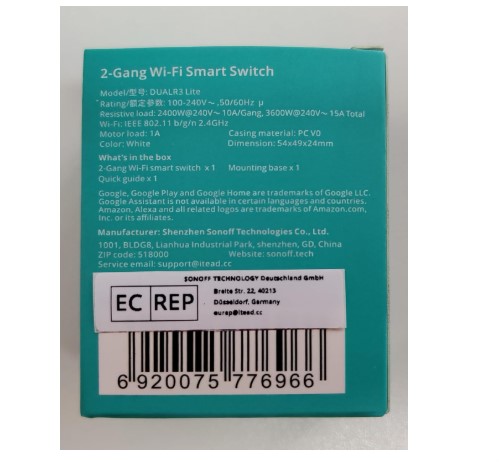 2-Gang Wi-Fi Smart Switch
Model/型号: DUALR3 Lite
Rating/額定參數: 100-240V~ ,50/60Hz μ
Resistive load: 2400W@240V~ 10A/Gang, 3600W@240V~ 15A Total
Wi-Fi: IEEE 802.11 b/g/n 2.4GHz
Motor load: 1A Casing material: PC V0
Color: White Dimension: 54x49x24mm
What's in the box
2-Gang Wi-Fi smart switch x 1 Mounting base x 1
Quick guide x 1
Google, Google Play and Google Home are trademarks of Google LLC.
Google Assistant is not available in certain languages and countries.
Amazon, Alexa and all related logos are trademarks of Amazon.com,
Inc. or its affiliates.
Manufacturer: Shenzhen Sonoff Technologies Co., Ltd.
1001, BLDG8, Lianhua Industrial Park, shenzhen, GD, China
ZIP code: 518000 Website: sonoff.tech
Service email: support@itead.cc
SONOFF TECHNOLOGY Deutschland GmbH
EC REP
Breite Str. 22, 40213
Düsseldorf, Germany
eurep@itead.cc
6 920075 776966